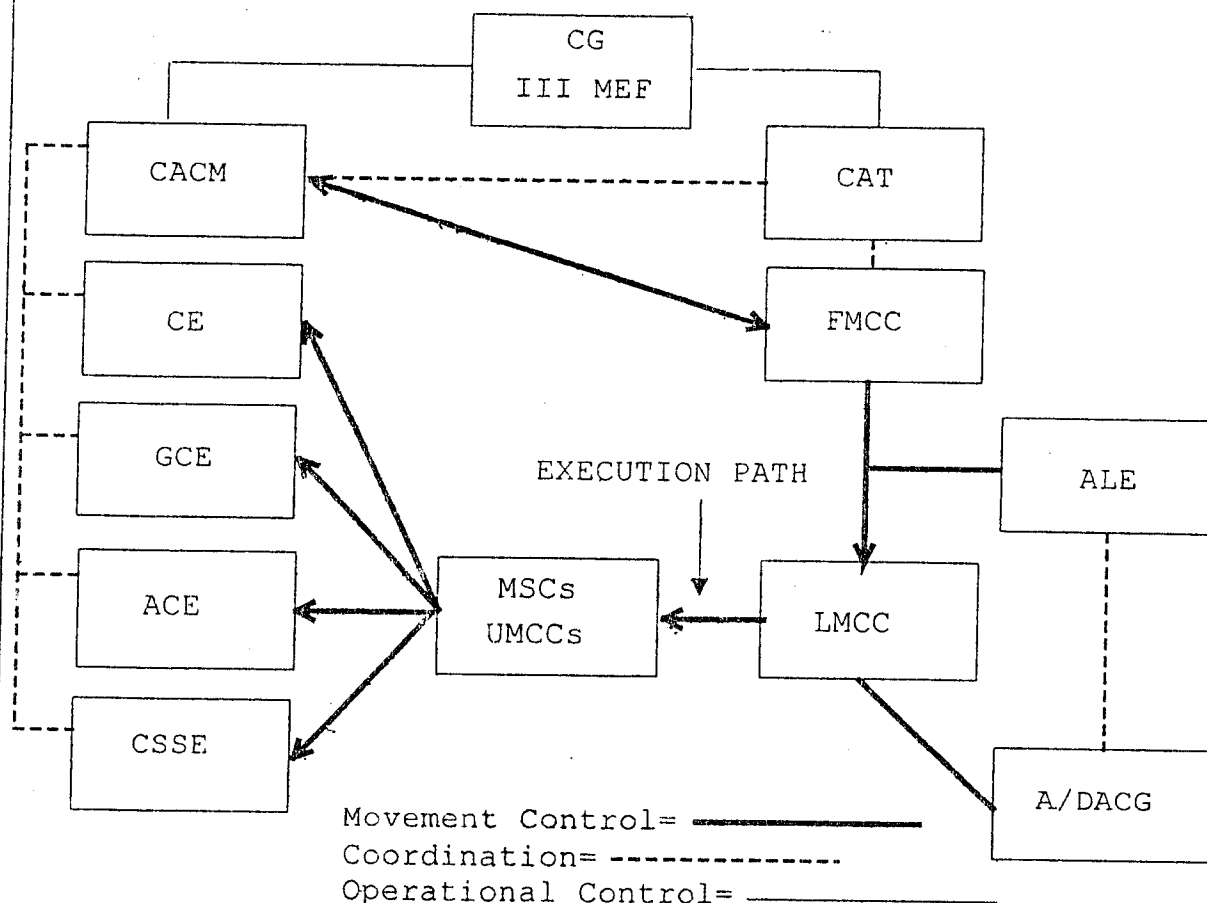 CG
III MEF
CACM
CAT
CE
FMCC
GCE
EXECUTION PATH
ALE
ACE
MSCs
UMCCs
LMCC
CSSE
A/DACG
Movement Control=
Coordination=
Operational Control=